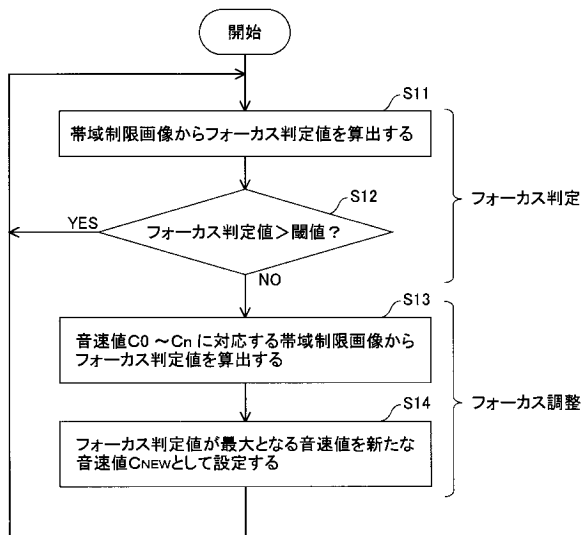 開始
S11
帯域制限画像からフォーカス判定値を算出する
S12
フォーカス判定
YES
フォーカス判定値＞閾値？
NO
S13
音速値C0 ～Cn に対応する帯域制限画像から
フォーカス判定値を算出する
フォーカス調整
S14
フォーカス判定値が最大となる音速値を新たな
音速値CNEWとして設定する